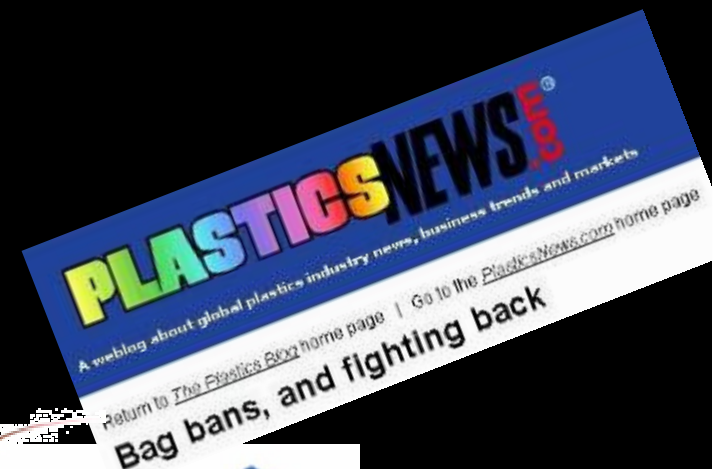 PLASTICSNEWS.com®
A weblog about global plastics industry news, business trends and markets
Return to The Plastics Blog home page | Go to the PlasticsNews.com home page
Bag bans, and fighting back